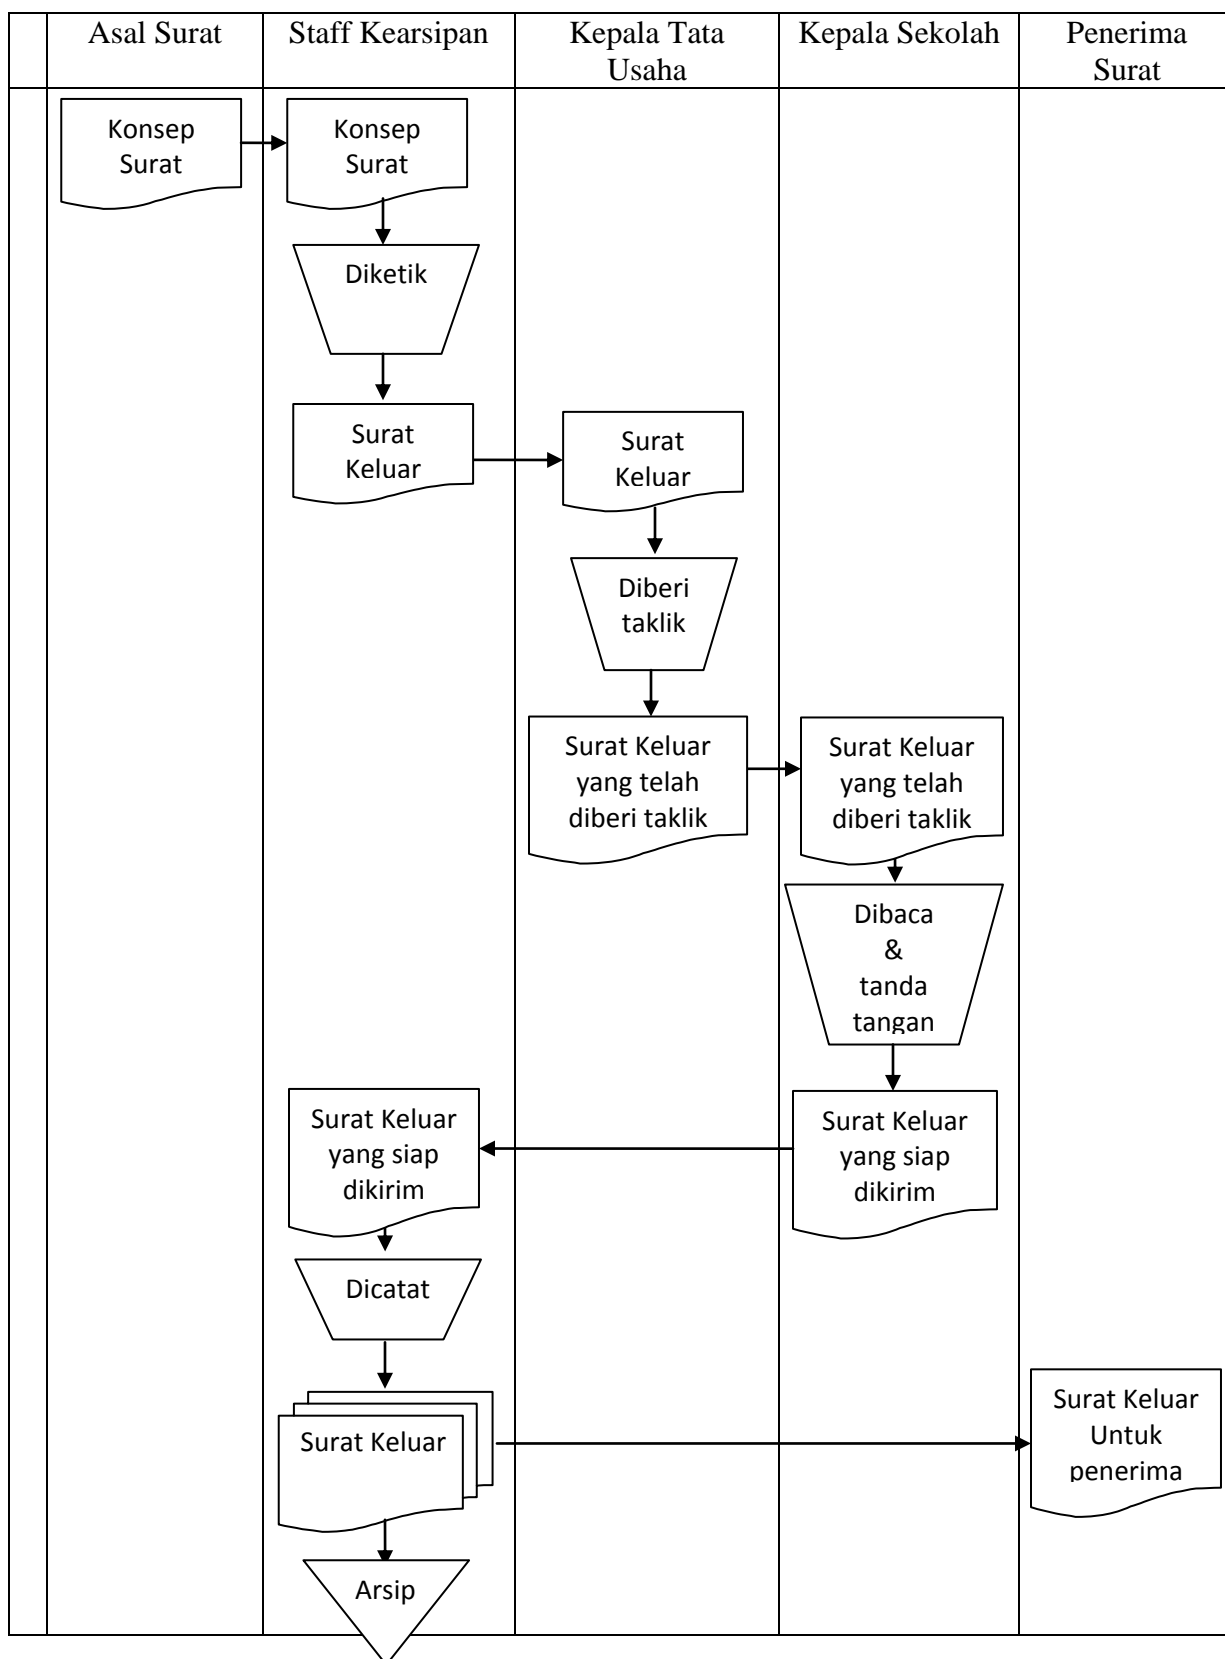 Asal Surat
Staff Kearsipan
Kepala Tata
Usaha
Kepala Sekolah
Penerima
Surat
Konsep
Surat
Konsep
Surat
Diketik
Surat
Keluar
Surat
Keluar
Diberi
taklik
Surat Keluar
yang telah
diberi taklik
Surat Keluar
yang telah
diberi taklik
Dibaca
&
tanda
tangan
Surat Keluar
yang siap
dikirim
Surat Keluar
yang siap
dikirim
Dicatat
Surat Keluar
Surat Keluar
Untuk
penerima
Arsip